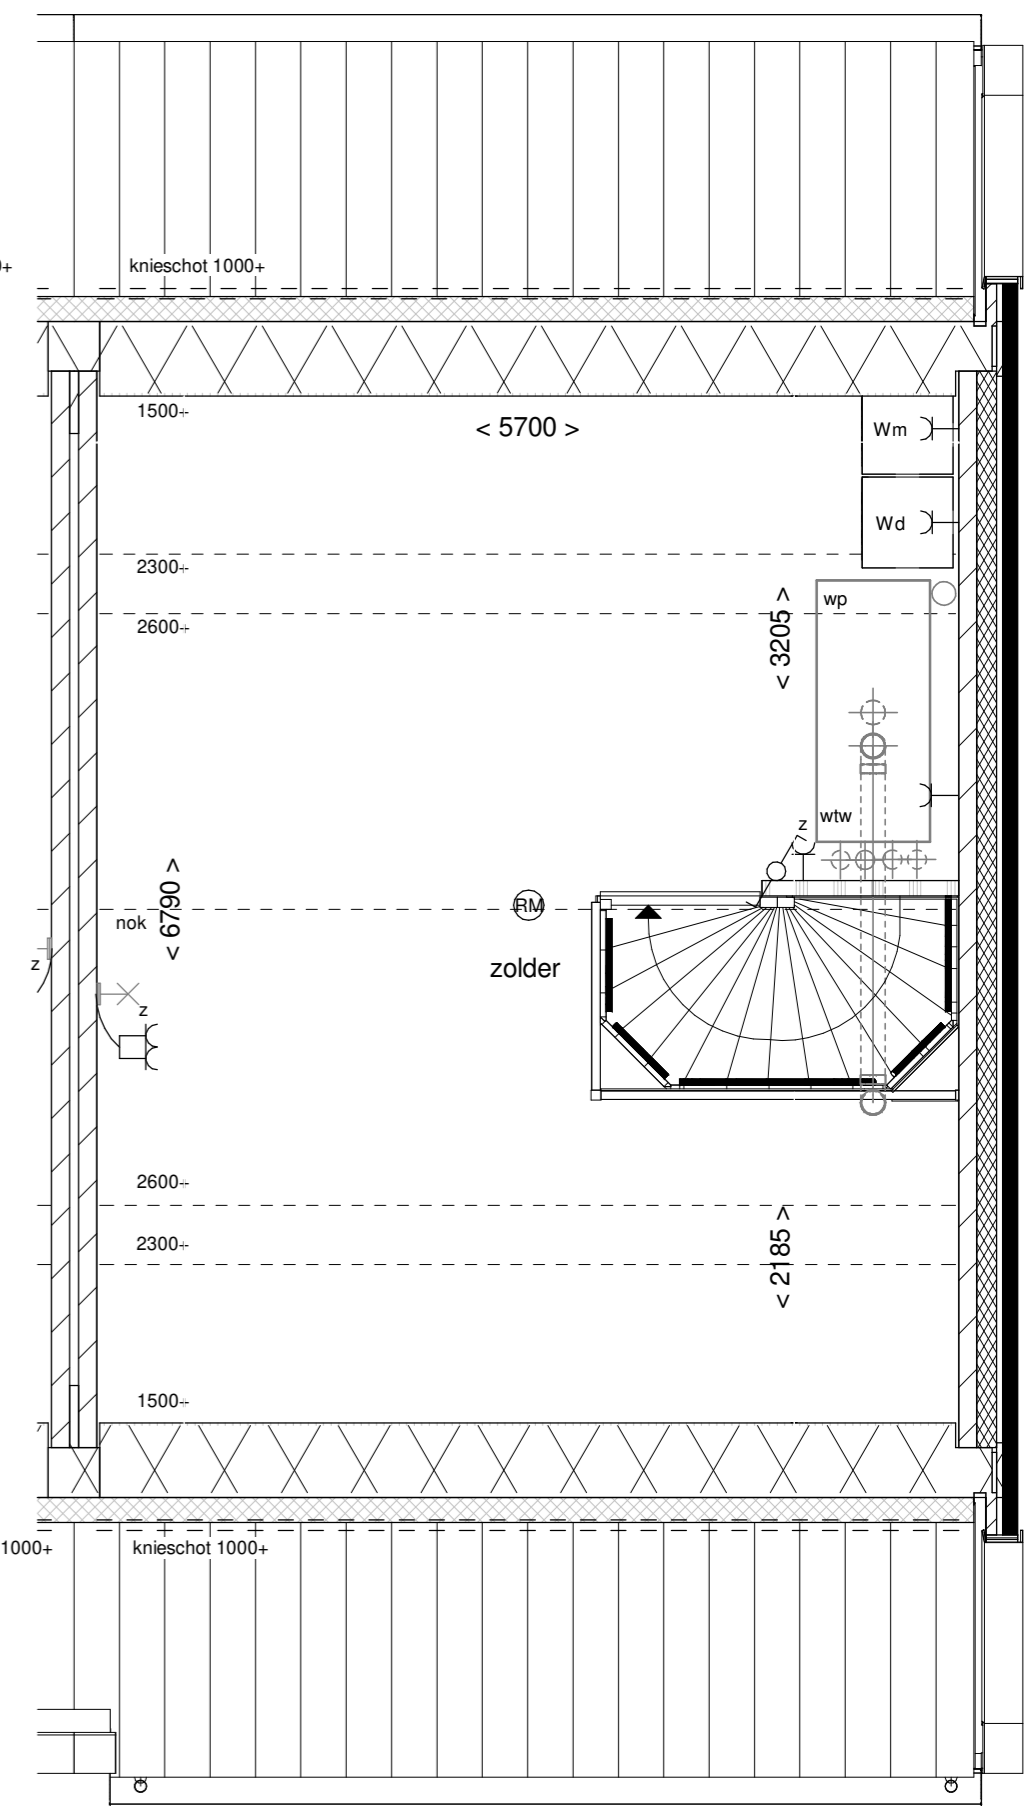 0+
knieschot 1000+
1500+
< 5700 >
Wm
Wd
2300+
wp
< 3205 >
2600+
wtw
z
< 6790 >
RM
nok
z
zolder
z
2600+
< 2185 >
2300+
1500+
1000+
knieschot 1000+